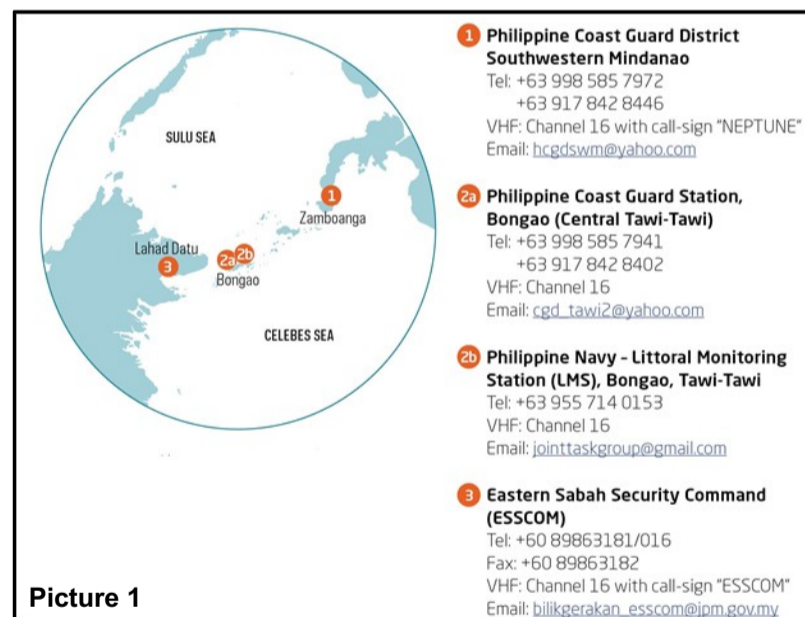 SULU SEA
1
Zamboanga
Lahad Datu
3
2a
2b
Bongao
CELEBES SEA
1 Philippine Coast Guard District
Southwestern Mindanao
Tel: +63 998 585 7972
+63 917 842 8446
VHF: Channel 16 with call-sign "NEPTUNE"
Email: hcgdswm@yahoo.com
2a Philippine Coast Guard Station,
Bongao (Central Tawi-Tawi)
Tel: +63 998 585 7941
+63 917 842 8402
VHF: Channel 16
Email: cgd_tawi2@yahoo.com
2b Philippine Navy - Littoral Monitoring
Station (LMS), Bongao, Tawi-Tawi
Tel: +63 955 714 0153
VHF: Channel 16
Email: jointtaskgroup@gmail.com
3 Eastern Sabah Security Command
(ESSCOM)
Tel: +60 89863181/016
Fax: +60 89863182
VHF: Channel 16 with call-sign "ESSCOM"
Email: bilikgerakan_esscom@jpm.gov.my
Picture 1